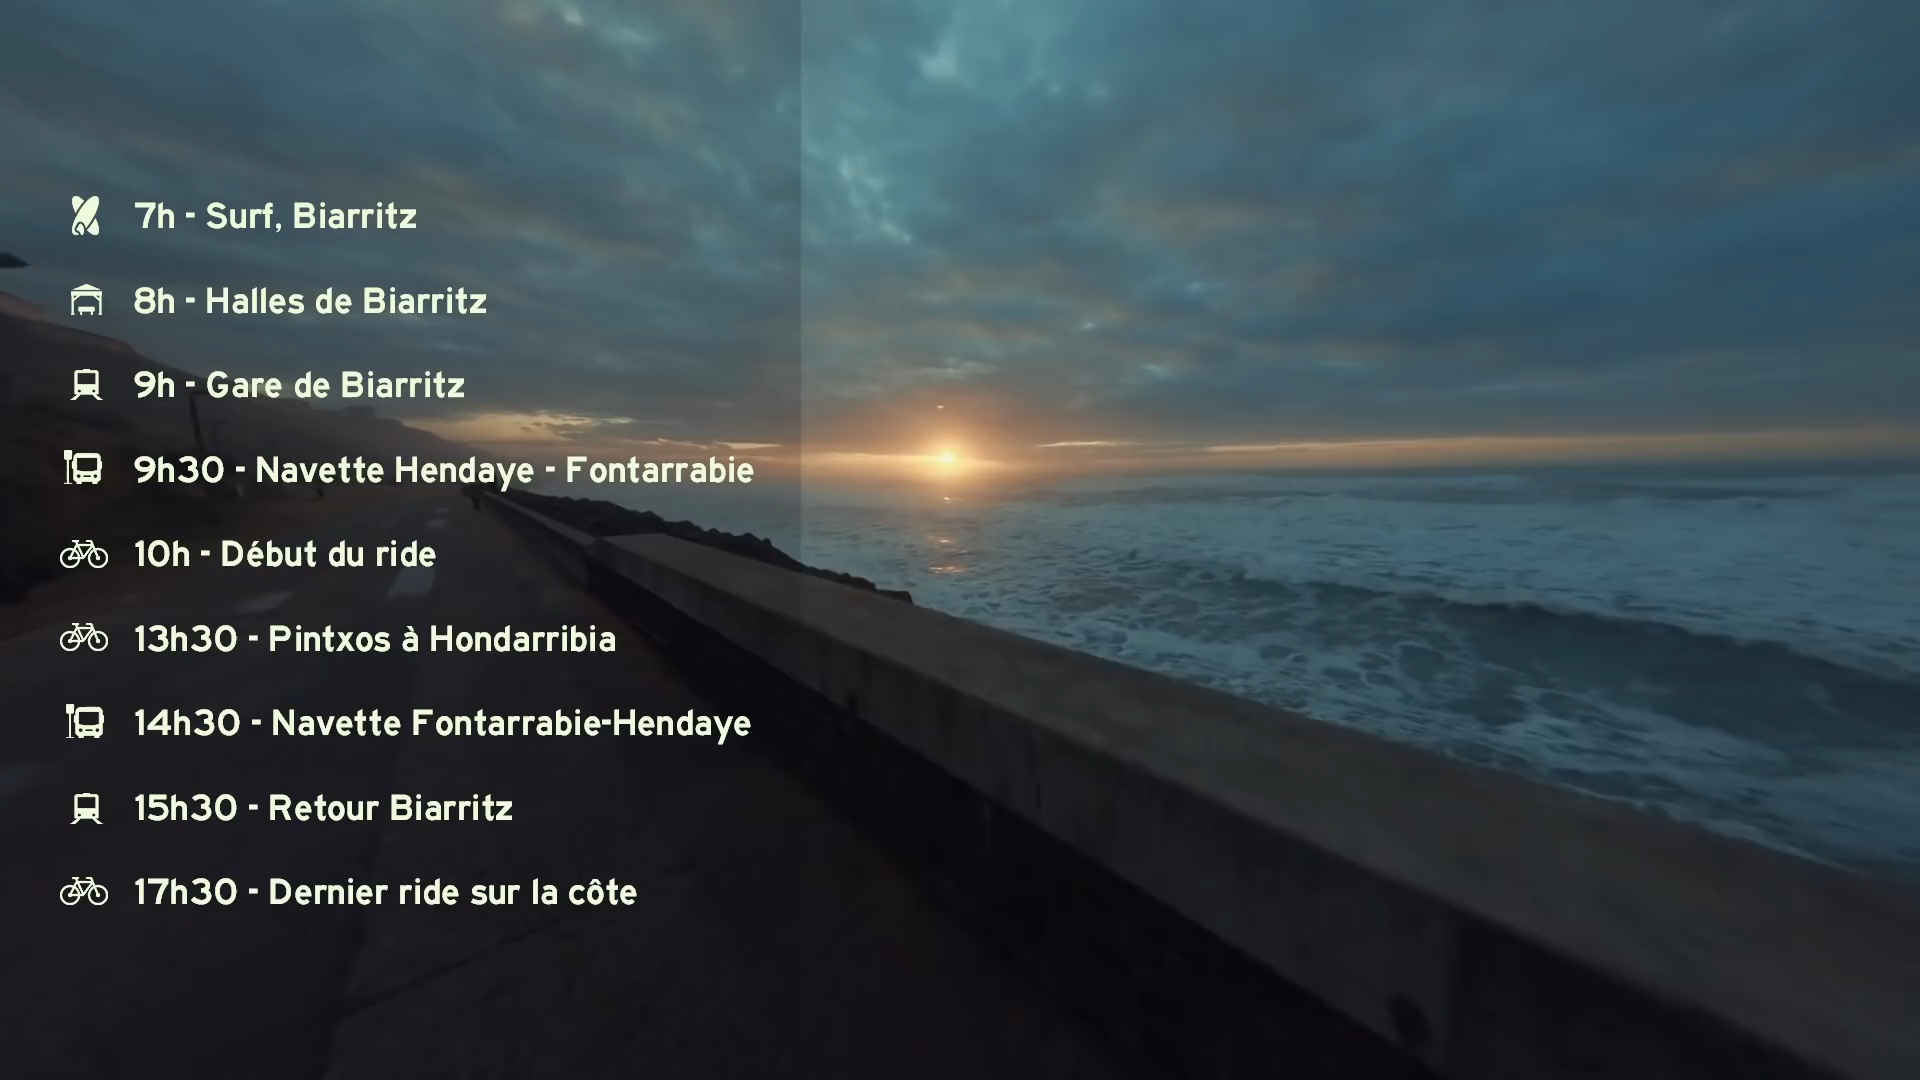 7h - Surf, Biarritz
8h - Halles de Biarritz
9h - Gare de Biarritz
9h30 - Navette Hendaye - Fontarrabie
10h - Début du ride
13h30 - Pintxos à Hondarribia
14h30 - Navette Fontarrabie-Hendaye
15h30 - Retour Biarritz
17h30 - Dernier ride sur la côte